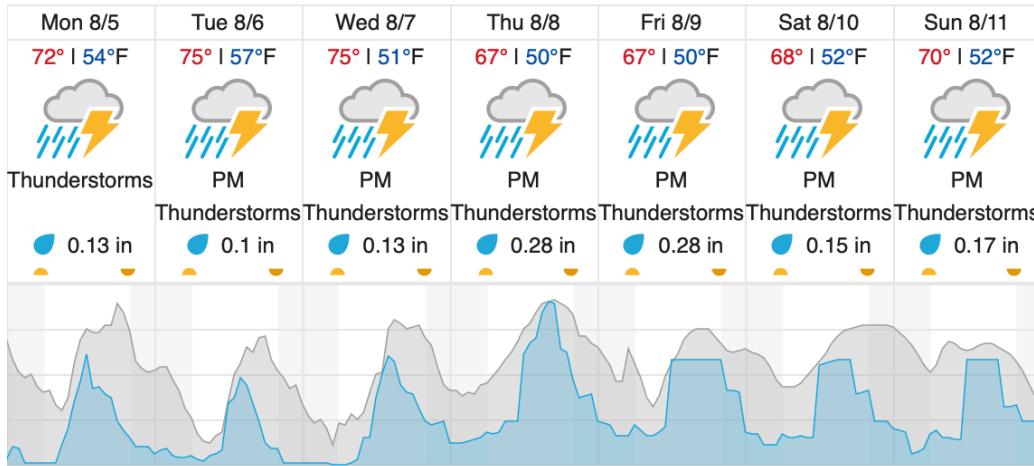 Mon 8/5 Tue 8/6 Wed 8/7 Thu 8/8 Fri 8/9 Sat 8/10 Sun 8/11
72° | 54°F 75° | 57°F 75° | 51°F 67° | 50°F 67° | 50°F 68° | 52°F 70° | 52°F
Thunderstorms PM PM PM PM PM PM
Thunderstorms Thunderstorms Thunderstorms Thunderstorms Thunderstorms Thunderstorms
0.13 in 0.1 in 0.13 in 0.28 in 0.28 in 0.15 in 0.17 in